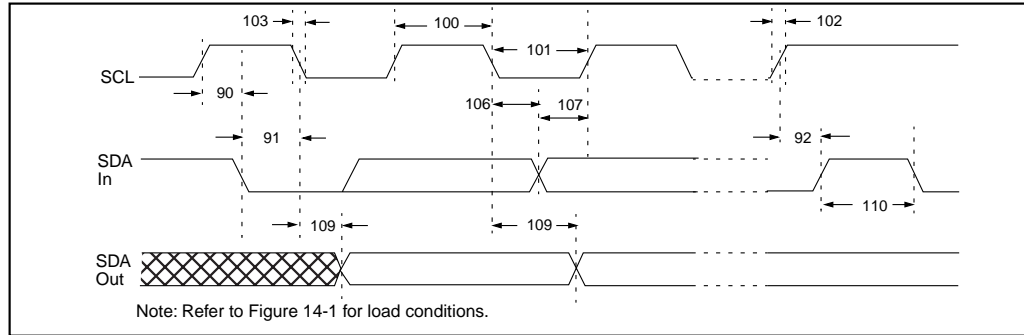 103
100
102
101
SCL
90
106
107
91
92
SDA
In
110
109
109
SDA
Out
Note: Refer to Figure 14-1 for load conditions.